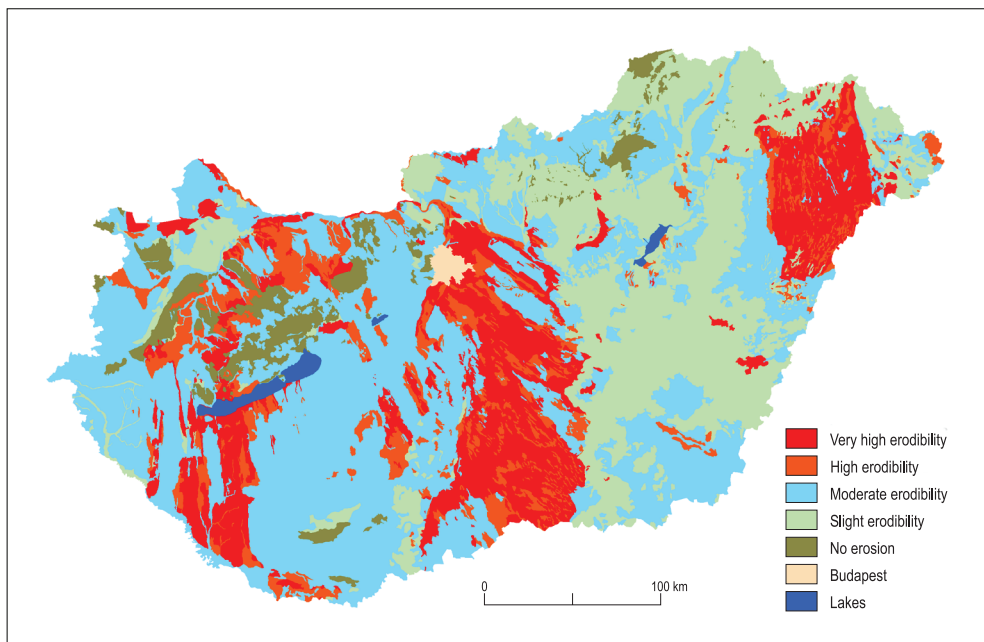 Very high erodibility
High erodibility
Moderate erodibility
Slight erodibility
No erosion
Budapest
Lakes
0 100 km